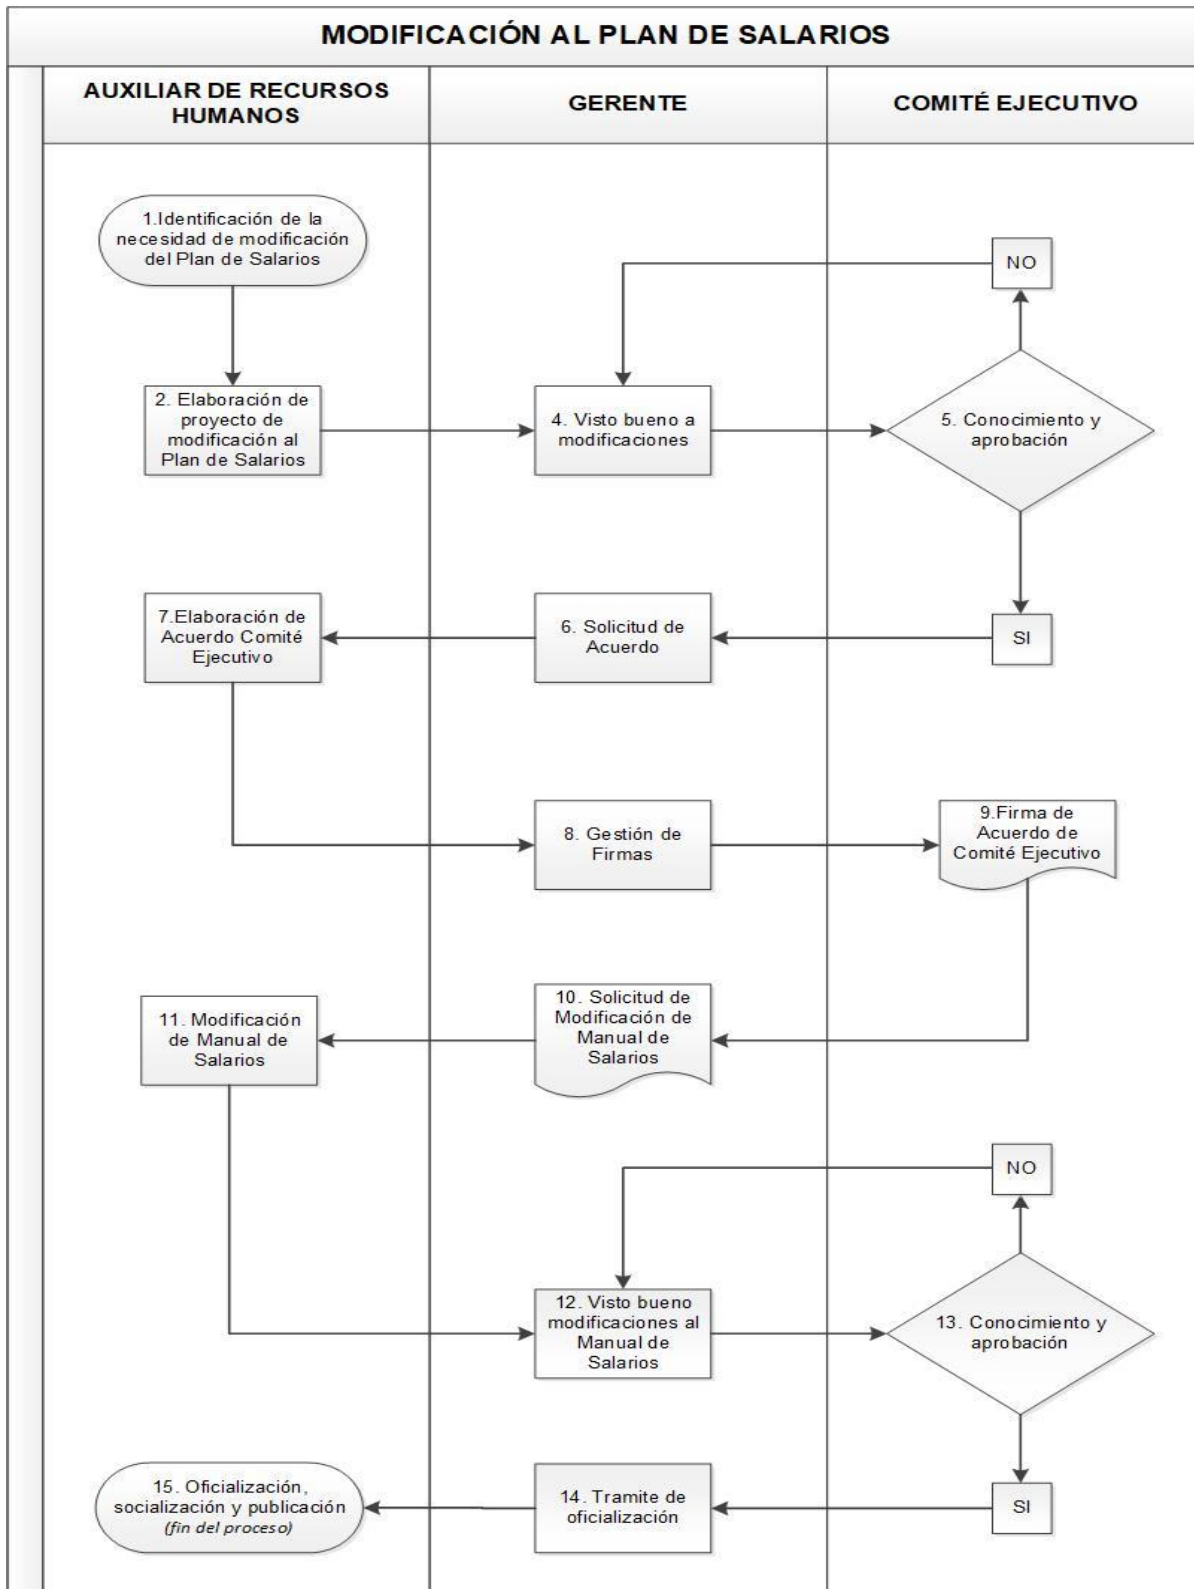 MODIFICACIÓN AL PLAN DE SALARIOS
AUXILIAR DE RECURSOS
HUMANOS
GERENTE
COMITÉ EJECUTIVO
1.Identificación de la
necesidad de modificación
del Plan de Salarios
NO
2. Elaboración de
proyecto de
modificación al
Plan de Salarios
4. Visto bueno a
modificaciones
5. Conocimiento y
aprobación
7.Elaboración de
Acuerdo Comité
Ejecutivo
6. Solicitud de
Acuerdo
SI
8. Gestión de
Firmas
9.Firma de
Acuerdo de
Comité Ejecutivo
10. Solicitud de
Modificación de
Manual de
Salarios
11. Modificación
de Manual de
Salarios
NO
12. Visto bueno
modificaciones al
Manual de
Salarios
13. Conocimiento y
aprobación
15. Oficialización,
socialización y publicación
(fin del proceso)
14. Tramite de
oficialización
SI